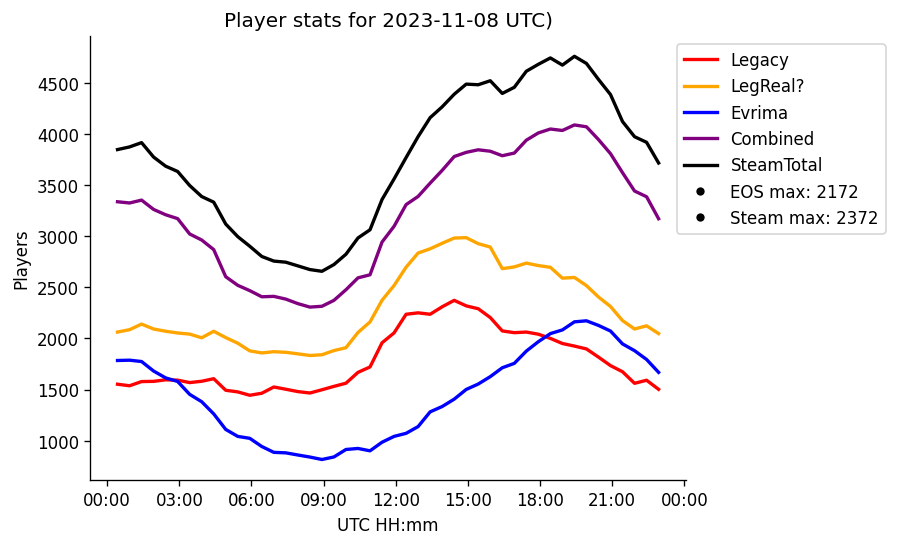 Player stats for 2023-11-08 UTC)
Legacy
LegReal?
Evrima
Combined
SteamTotal
EOS max: 2172
Steam max: 2372
Players
4500
4000
3500
3000
2500
2000
1500
1000
00:00 03:00 06:00 09:00 12:00 15:00 18:00 21:00 00:00
UTC HH:mm